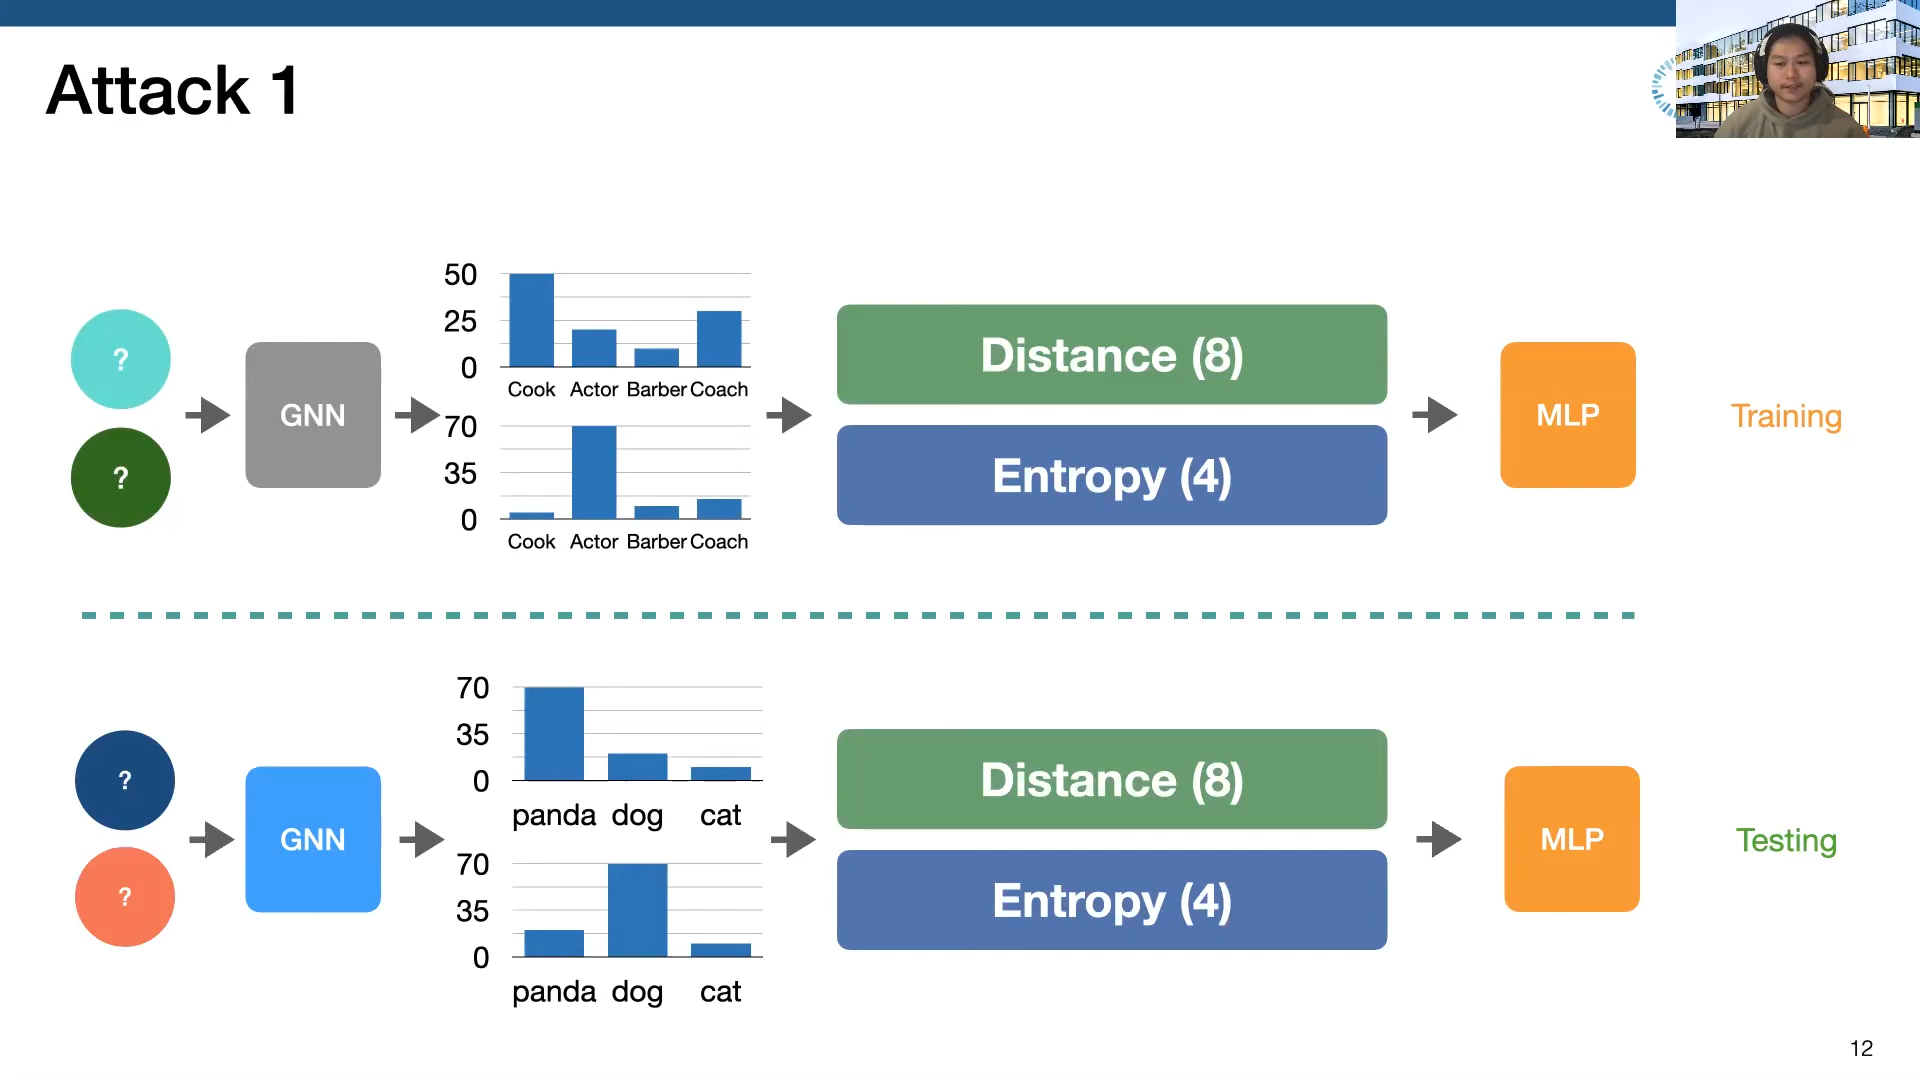 Attack 1
?
?
GNN
50
25
0
Cook Actor Barber Coach
70
35
0
Cook Actor Barber Coach
Distance (8)
Entropy (4)
MLP
Training
?
?
GNN
70
35
0
panda dog cat
70
35
0
panda dog cat
Distance (8)
Entropy (4)
MLP
Testing
12